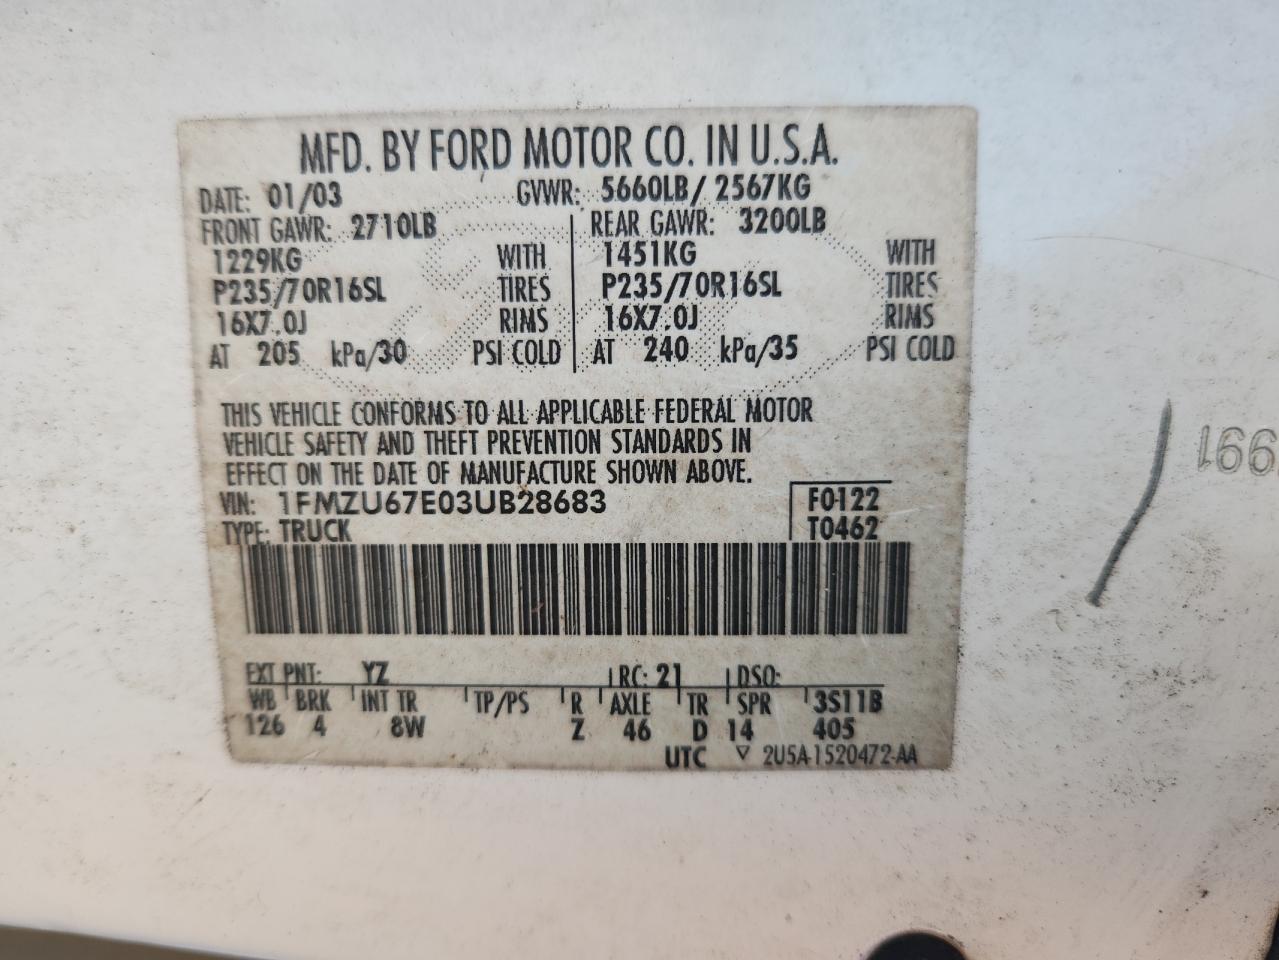 MFD. BY FORD MOTOR CO. IN U.S.A.
DATE: 01/03 GVWR: 5660LB/ 2567KG
FRONT GAWR: 2710LB REAR GAWR: 3200LB
1229KG WITH 1451KG WITH
P235/70R16SL TIRES P235/70R16SL TIRES
16X7.0J RIMS 16X7.0J RIMS
AT 205 kPa/30 PSI COLD AT 240 kPa/35 PSI COLD
THIS VEHICLE CONFORMS TO ALL APPLICABLE FEDERAL MOTOR
VEHICLE SAFETY AND THEFT PREVENTION STANDARDS IN
EFFECT ON THE DATE OF MANUFACTURE SHOWN ABOVE.
VIN: 1FMZU67E03UB28683 F0122
TYPE: TRUCK T0462
EXT PNT: YZ RC: 21 DSO:
WB BRK INT TR TP/PS R AXLE TR SPR 3S11B
126 4 8W Z 46 D 14 405
UTC ▽ 2U5A-1520472-AA